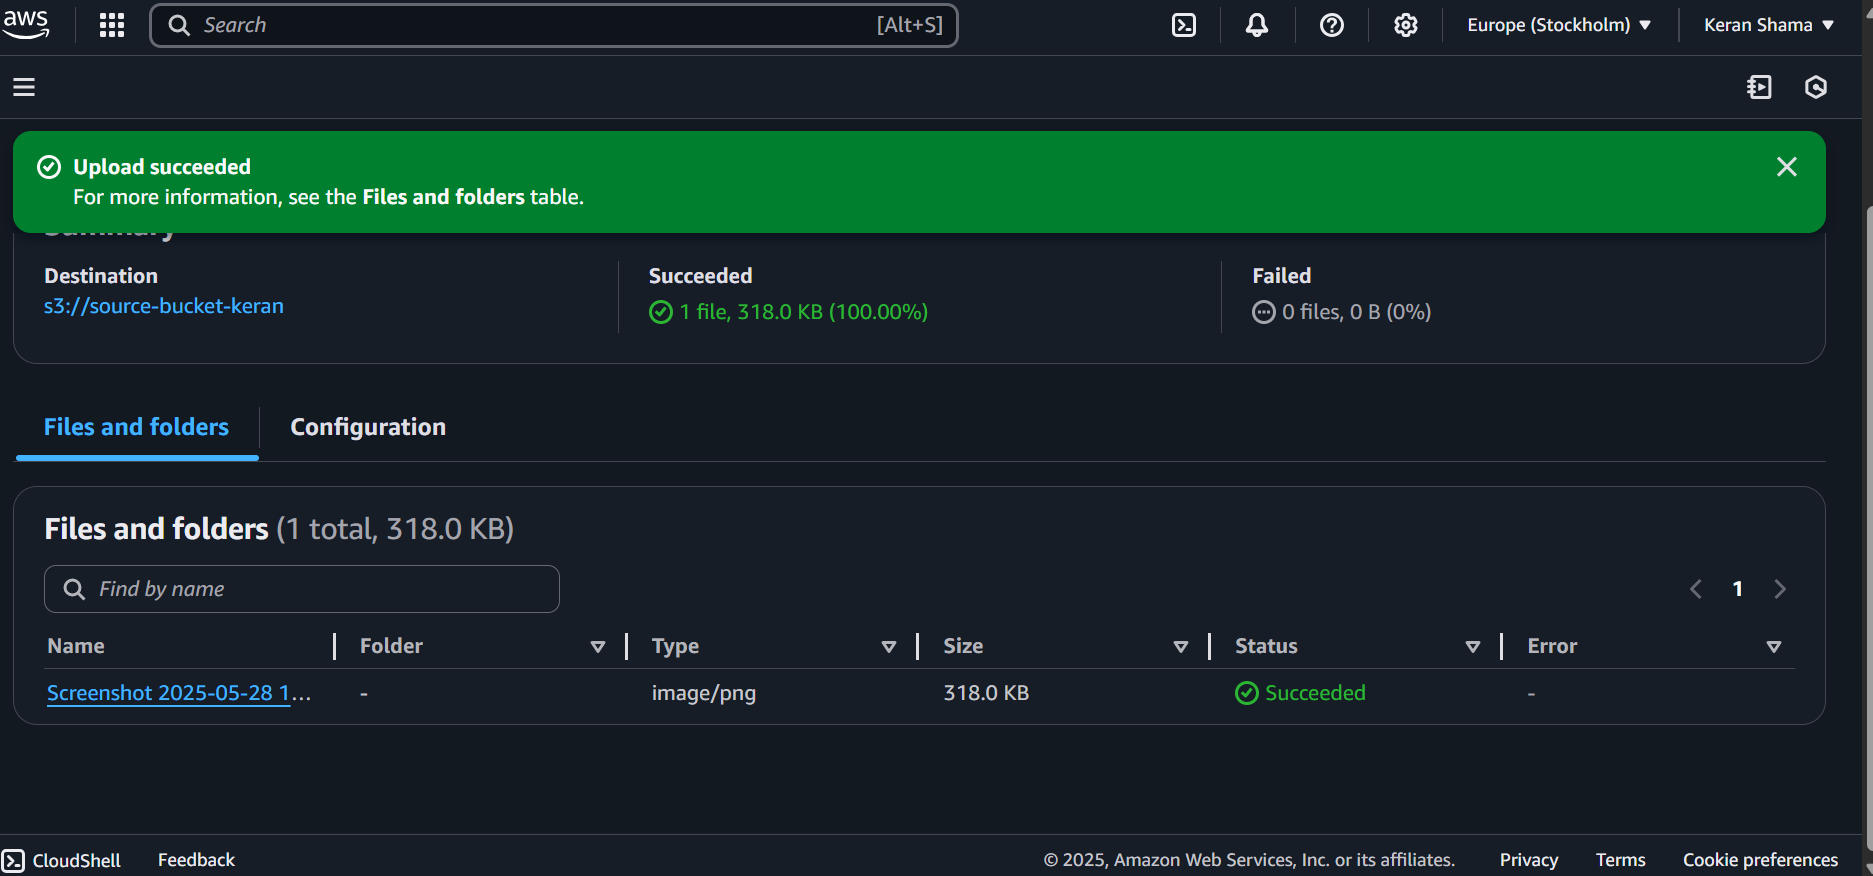 aws
Search [Alt+S] Europe (Stockholm) Keran Shama
Upload succeeded
For more information, see the Files and folders table.
Summary
Destination Succeeded Failed
s3://source-bucket-keran 1 file, 318.0 KB (100.00%) 0 files, 0 B (0%)
Files and folders Configuration
Files and folders (1 total, 318.0 KB)
Find by name 1
Name Folder Type Size Status Error
Screenshot 2025-05-28 1... - image/png 318.0 KB Succeeded -
CloudShell Feedback © 2025, Amazon Web Services, Inc. or its affiliates. Privacy Terms Cookie preferences